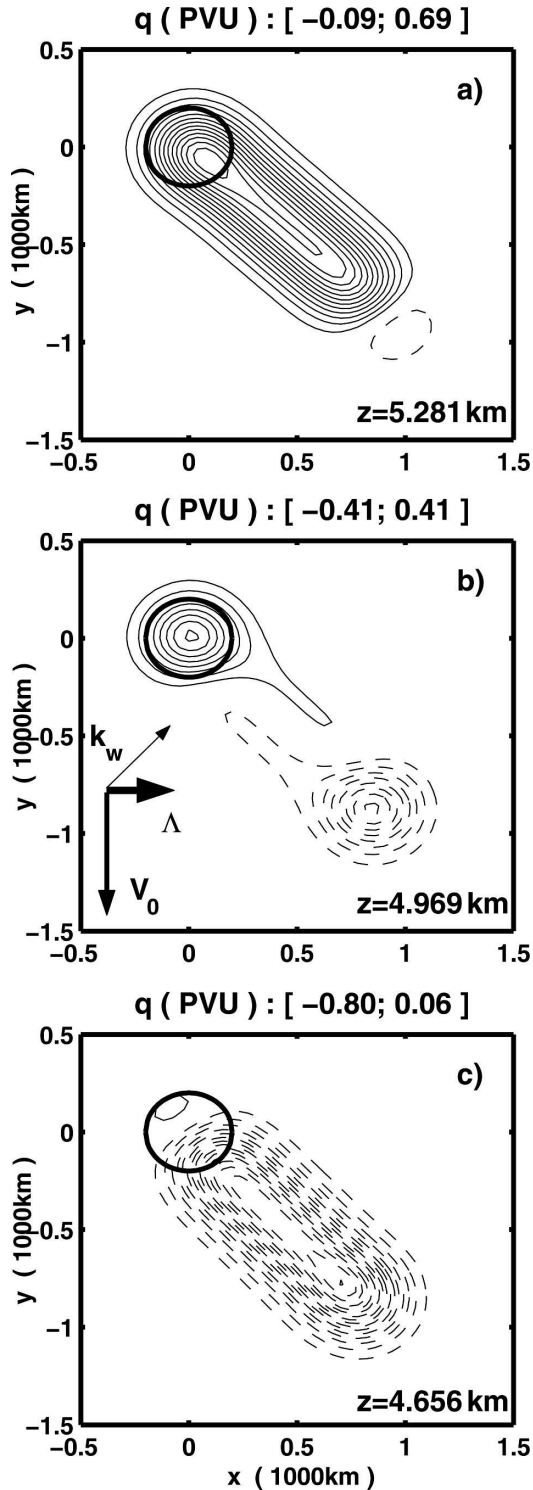 q ( PVU ) : [ −0.09; 0.69 ]
a)
0.5
0
−0.5
−1
−1.5
y ( 1000km )
z=5.281 km
−0.5 0 0.5 1 1.5
q ( PVU ) : [ −0.41; 0.41 ]
b)
0.5
0
−0.5
−1
−1.5
y ( 1000km )
k_w
Λ
V_0
z=4.969 km
−0.5 0 0.5 1 1.5
q ( PVU ) : [ −0.80; 0.06 ]
c)
0.5
0
−0.5
−1
−1.5
y ( 1000km )
z=4.656 km
−0.5 0 0.5 1 1.5
x ( 1000km )